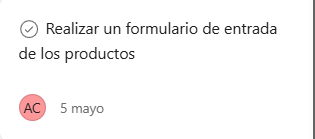 Realizar un formulario de entrada
de los productos
AC 5 mayo